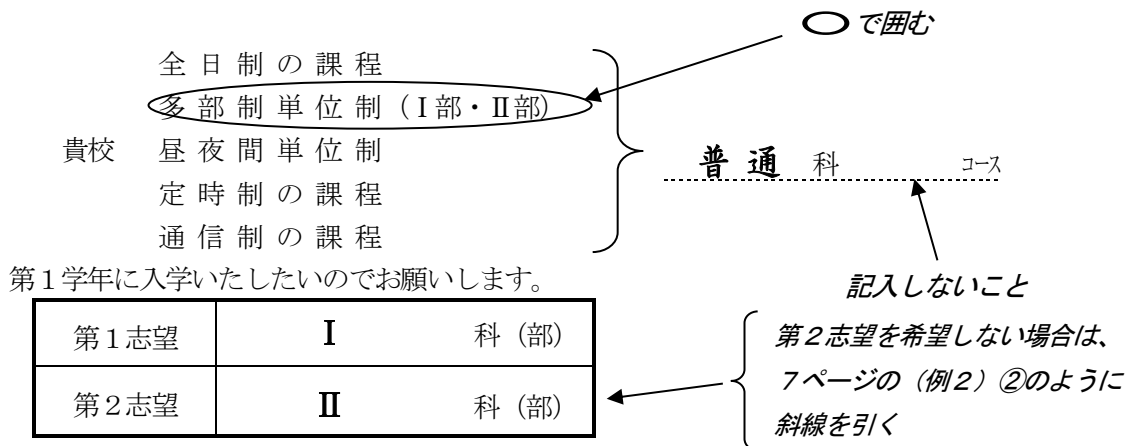 ◯で囲む
全日制の課程
多部制単位制(Ⅰ部・Ⅱ部)
貴校 昼夜間単位制
普通科 コース
定時制の課程
通信制の課程
第1学年に入学いたしたいのでお願いします。
記入しないこと
第1志望 Ⅰ 科(部)
第2志望 Ⅱ 科(部)
第2志望を希望しない場合は、
7ページの(例2)②のように
斜線を引く